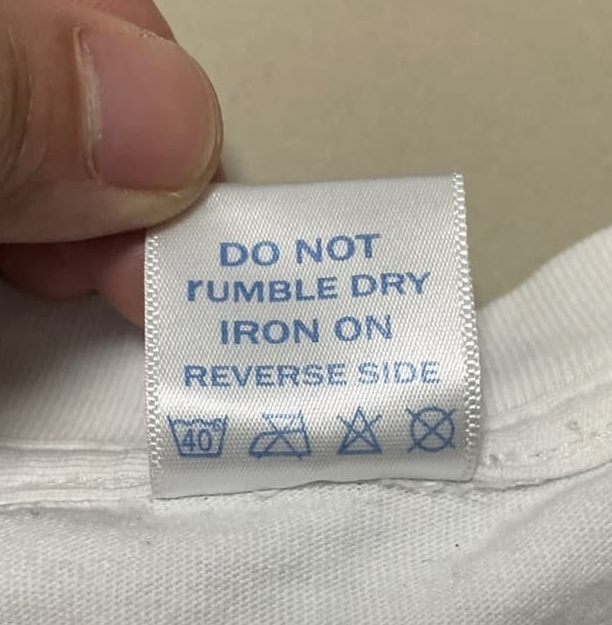 DO NOT
rUMBLE DRY
IRON ON
REVERSE SIDE
40